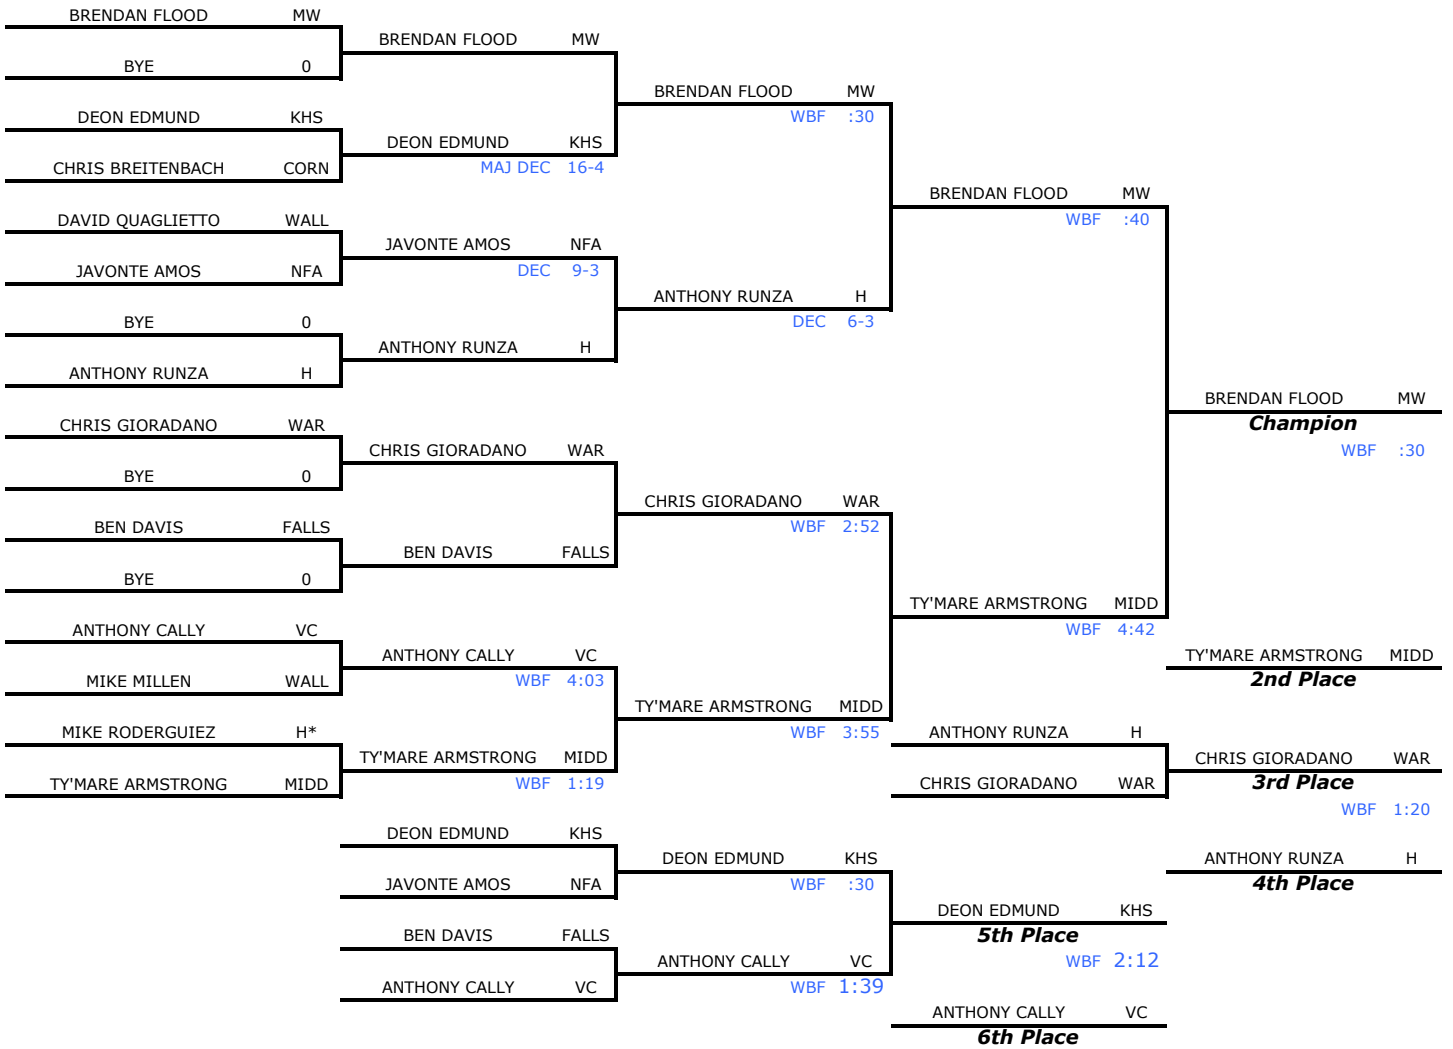 BRENDAN FLOOD MW
BRENDAN FLOOD MW
BYE 0
BRENDAN FLOOD MW
WBF :30
DEON EDMUND KHS
DEON EDMUND KHS
MAJ DEC 16-4
CHRIS BREITENBACH CORN
BRENDAN FLOOD MW
WBF :40
DAVID QUAGLIETTO WALL
JAVONTE AMOS NFA
DEC 9-3
JAVONTE AMOS NFA
ANTHONY RUNZA H
DEC 6-3
BYE 0
ANTHONY RUNZA H
ANTHONY RUNZA H
BRENDAN FLOOD MW
Champion
WBF :30
CHRIS GIORADANO WAR
CHRIS GIORADANO WAR
BYE 0
CHRIS GIORADANO WAR
WBF 2:52
BEN DAVIS FALLS
BEN DAVIS FALLS
BYE 0
TY'MARE ARMSTRONG MIDD
WBF 4:42
ANTHONY CALLY VC
ANTHONY CALLY VC
WBF 4:03
TY'MARE ARMSTRONG MIDD
2nd Place
MIKE MILLEN WALL
TY'MARE ARMSTRONG MIDD
WBF 3:55
MIKE RODERGUIEZ H*
ANTHONY RUNZA H
TY'MARE ARMSTRONG MIDD
WBF 1:19
CHRIS GIORADANO WAR
3rd Place
WBF 1:20
TY'MARE ARMSTRONG MIDD
CHRIS GIORADANO WAR
DEON EDMUND KHS
DEON EDMUND KHS
WBF :30
ANTHONY RUNZA H
4th Place
JAVONTE AMOS NFA
DEON EDMUND KHS
5th Place
WBF 2:12
BEN DAVIS FALLS
ANTHONY CALLY VC
WBF 1:39
ANTHONY CALLY VC
ANTHONY CALLY VC
6th Place